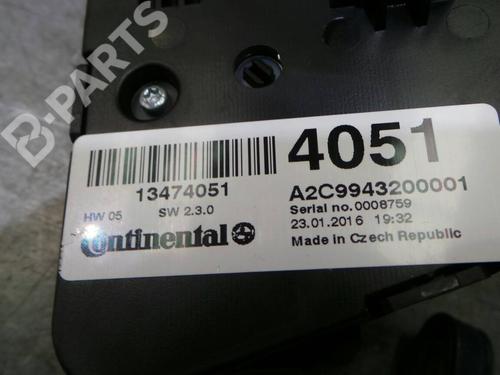 B-PARTS
4051
13474051
A2C9943200001
HW 05 SW 2.3.0
Serial no.0008759
23.01.2016 19:32
Continental
Made in Czech Republic